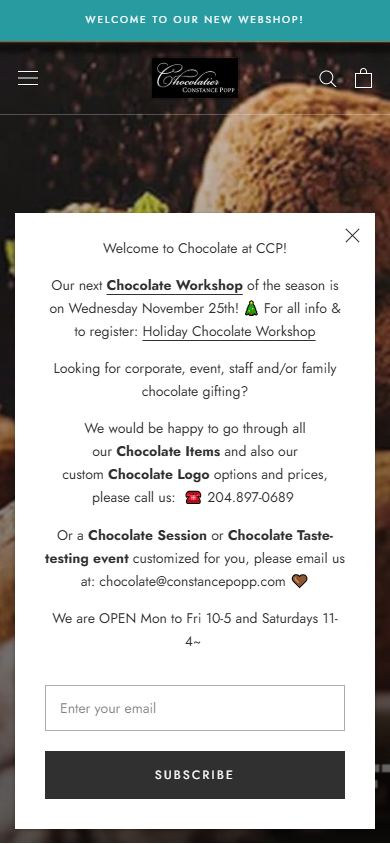 WELCOME TO OUR NEW WEBSHOP!
Chocolatier
CONSTANCE POPP
Welcome to Chocolate at CCP!
Our next Chocolate Workshop of the season is
on Wednesday November 25th! 🎄 For all info &
to register: Holiday Chocolate Workshop
Looking for corporate, event, staff and/or family
chocolate gifting?
We would be happy to go through all
our Chocolate Items and also our
custom Chocolate Logo options and prices,
please call us: ☎️ 204.897-0689
Or a Chocolate Session or Chocolate Taste-
testing event customized for you, please email us
at: chocolate@constancepopp.com 🤎
We are OPEN Mon to Fri 10-5 and Saturdays 11-
4~
Enter your email
SUBSCRIBE